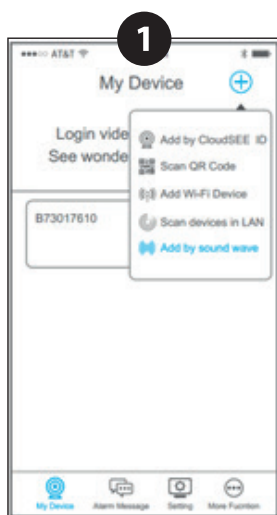 1
AT&T
My Device
Login vide
See wonde
Add by CloudSEE ID
Scan QR Code
Add Wi-Fi Device
Scan devices in LAN
Add by sound wave
B73017610
My Device
Alarm Message
Setting
More Fucntion